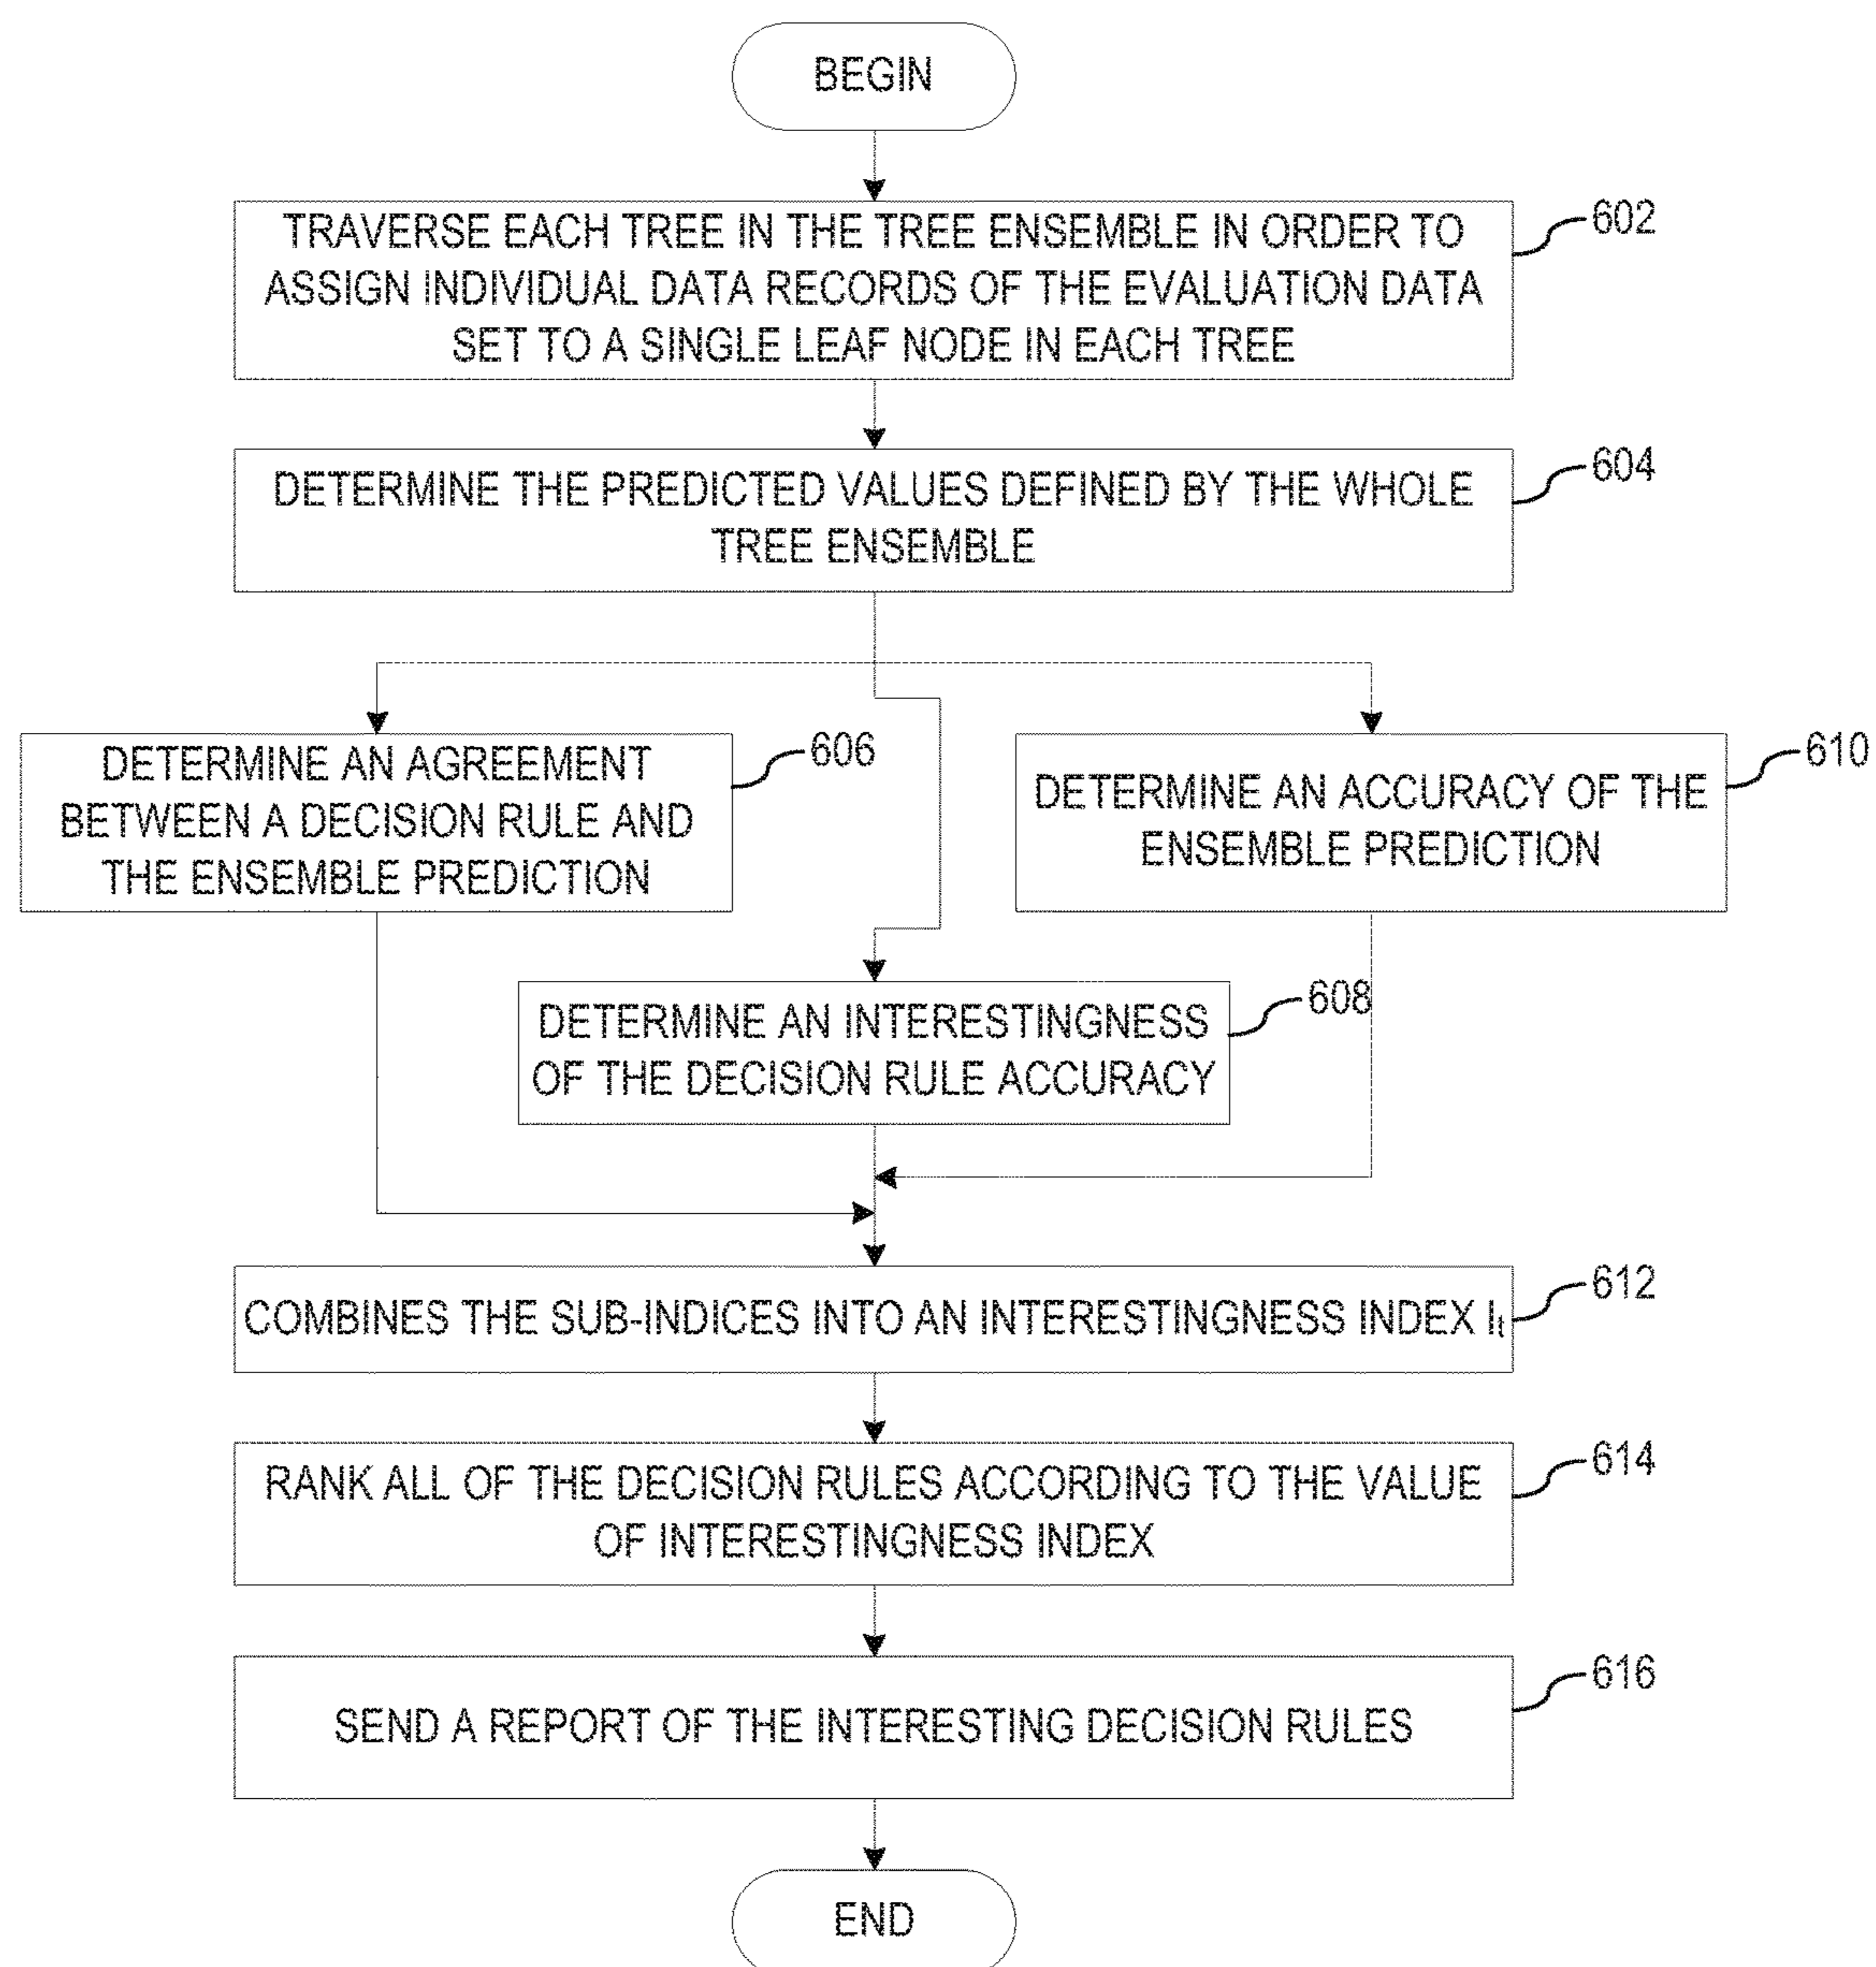 BEGIN
TRAVERSE EACH TREE IN THE TREE ENSEMBLE IN ORDER TO
ASSIGN INDIVIDUAL DATA RECORDS OF THE EVALUATION DATA
SET TO A SINGLE LEAF NODE IN EACH TREE
602
DETERMINE THE PREDICTED VALUES DEFINED BY THE WHOLE
TREE ENSEMBLE
604
DETERMINE AN AGREEMENT
BETWEEN A DECISION RULE AND
THE ENSEMBLE PREDICTION
606
DETERMINE AN ACCURACY OF THE
ENSEMBLE PREDICTION
610
DETERMINE AN INTERESTINGNESS
OF THE DECISION RULE ACCURACY
608
COMBINES THE SUB-INDICES INTO AN INTERESTINGNESS INDEX Iₜ
612
RANK ALL OF THE DECISION RULES ACCORDING TO THE VALUE
OF INTERESTINGNESS INDEX
614
SEND A REPORT OF THE INTERESTING DECISION RULES
616
END